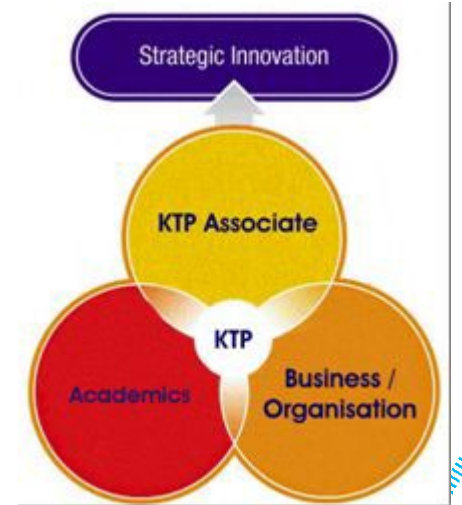 Strategic Innovation
KTP Associate
KTP
Academics
Business /
Organisation